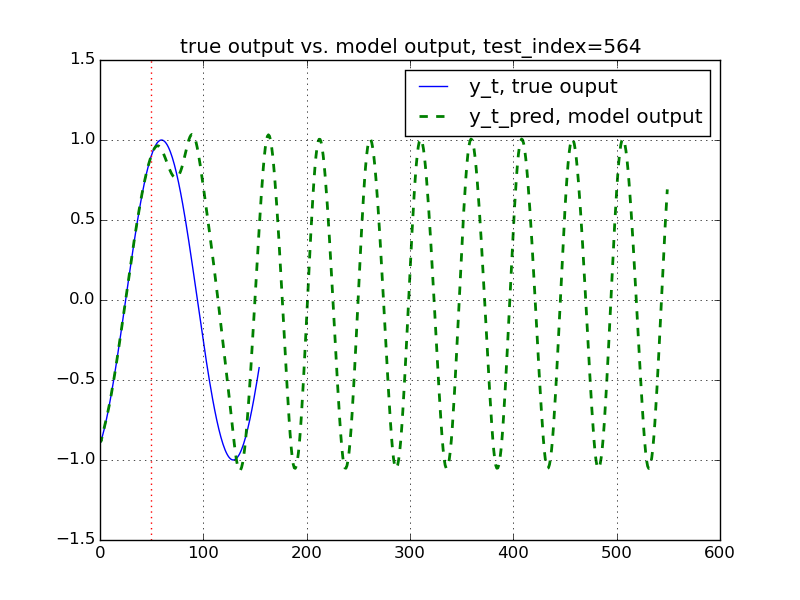 true output vs. model output, test_index=564
y_t, true ouput
y_t_pred, model output
1.5
1.0
0.5
0.0
−0.5
−1.0
−1.5
0 100 200 300 400 500 600